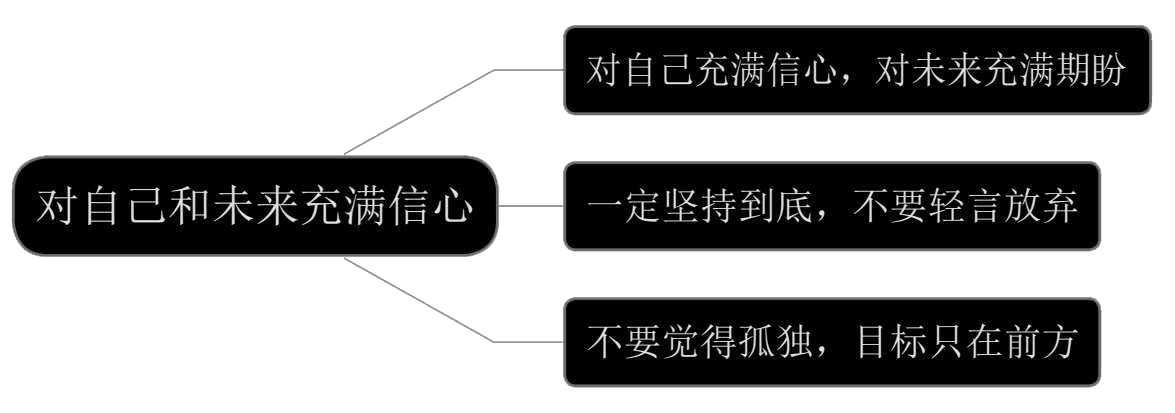 对自己和未来充满信心
对自己充满信心，对未来充满期盼
一定坚持到底，不要轻言放弃
不要觉得孤独，目标只在前方